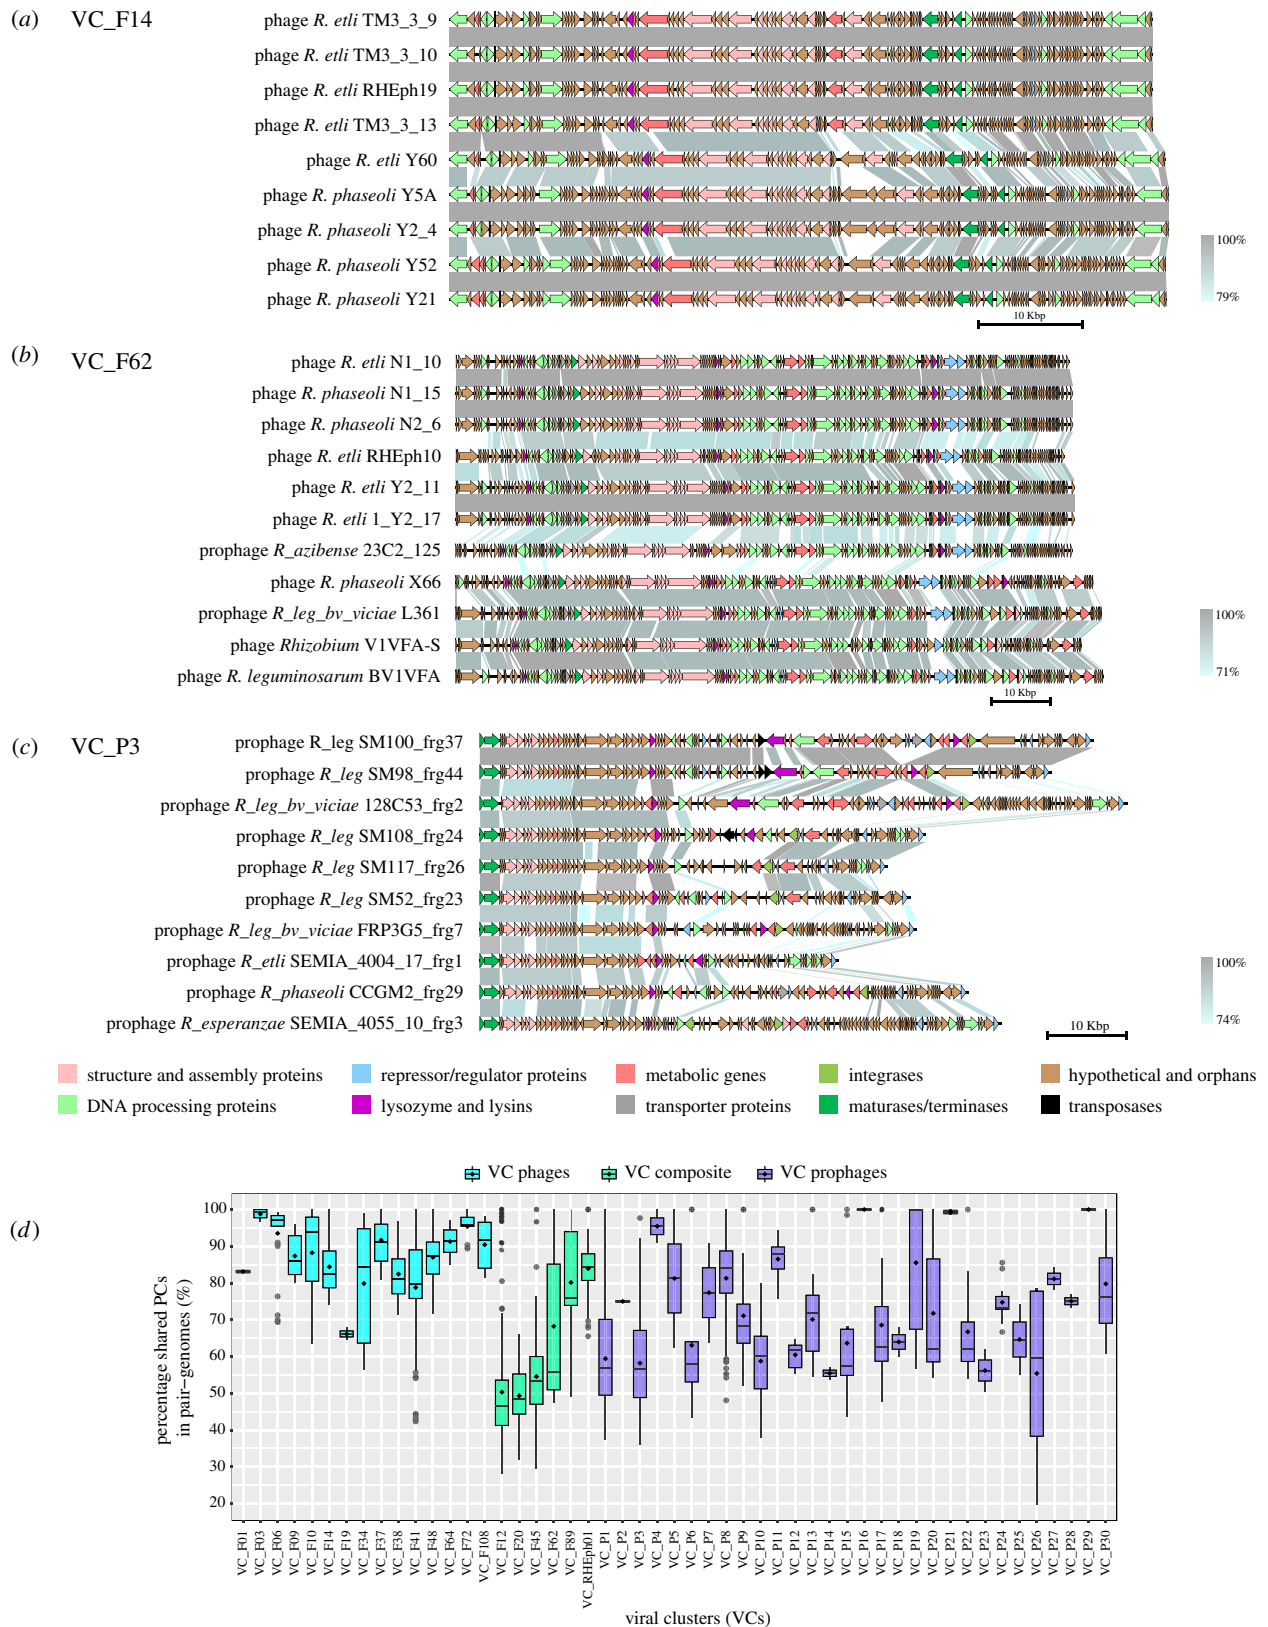 (a) VC_F14
phage R. etli TM3_3_9
phage R. etli TM3_3_10
phage R. etli RHEph19
phage R. etli TM3_3_13
phage R. etli Y60
phage R. phaseoli Y5A
phage R. phaseoli Y2_4
phage R. phaseoli Y52
phage R. phaseoli Y21
100%
79%
10 Kbp
(b) VC_F62
phage R. etli N1_10
phage R. phaseoli N1_15
phage R. phaseoli N2_6
phage R. etli RHEph10
phage R. etli Y2_11
phage R. etli 1_Y2_17
prophage R_azibense 23C2_125
phage R. phaseoli X66
prophage R_leg_bv_viciae L361
phage Rhizobium V1VFA-S
phage R. leguminosarum BV1VFA
100%
71%
10 Kbp
(c) VC_P3
prophage R_leg SM100_frg37
prophage R_leg SM98_frg44
prophage R_leg_bv_viciae 128C53_frg2
prophage R_leg SM108_frg24
prophage R_leg SM117_frg26
prophage R_leg SM52_frg23
prophage R_leg_bv_viciae FRP3G5_frg7
prophage R_etli SEMIA_4004_17_frg1
prophage R_phaseoli CCGM2_frg29
prophage R_esperanzae SEMIA_4055_10_frg3
100%
74%
10 Kbp
structure and assembly proteins repressor/regulator proteins metabolic genes integrases hypothetical and orphans
DNA processing proteins lysozyme and lysins transporter proteins maturases/terminases transposases
VC phages VC composite VC prophages
(d)
percentage shared PCs
in pair-genomes (%)
100
90
80
70
60
50
40
30
20
VC_F01
VC_F03
VC_F06
VC_F09
VC_F10
VC_F14
VC_F19
VC_F34
VC_F37
VC_F38
VC_F41
VC_F48
VC_F64
VC_F72
VC_F108
VC_F12
VC_F20
VC_F45
VC_F62
VC_F89
VC_RHEph01
VC_P1
VC_P2
VC_P3
VC_P4
VC_P5
VC_P6
VC_P7
VC_P8
VC_P9
VC_P10
VC_P11
VC_P12
VC_P13
VC_P14
VC_P15
VC_P16
VC_P17
VC_P18
VC_P19
VC_P20
VC_P21
VC_P22
VC_P23
VC_P24
VC_P25
VC_P26
VC_P27
VC_P28
VC_P29
VC_P30
viral clusters (VCs)